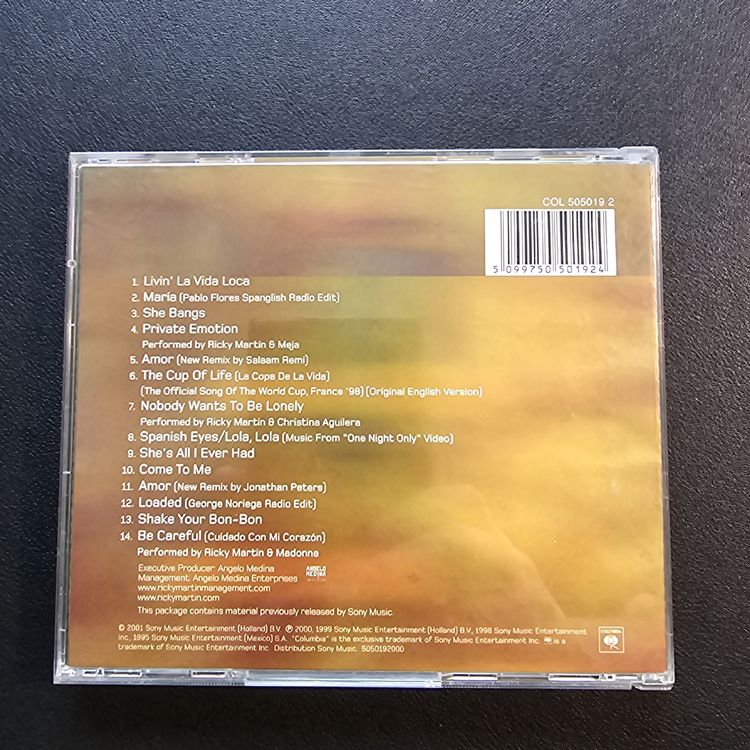 COL 505019 2
5 099750 501924
1. Livin' La Vida Loca
2. María (Pablo Flores Spanglish Radio Edit)
3. She Bangs
4. Private Emotion
Performed by Ricky Martin & Meja
5. Amor (New Remix by Salaam Remi)
6. The Cup Of Life (La Copa De La Vida)
(The Official Song Of The World Cup, France '98) (Original English Version)
7. Nobody Wants To Be Lonely
Performed by Ricky Martin & Christina Aguilera
8. Spanish Eyes/Lola, Lola (Music From "One Night Only" Video)
9. She's All I Ever Had
10. Come To Me
11. Amor (New Remix by Jonathan Peters)
12. Loaded (George Noriega Radio Edit)
13. Shake Your Bon-Bon
14. Be Careful (Cuidado Con Mi Corazón)
Performed by Ricky Martin & Madonna
Executive Producer: Angelo Medina
Management: Angelo Medina Enterprises
www.rickymartinmanagement.com
www.rickymartin.com
ANGELO
MEDINA
This package contains material previously released by Sony Music.
© 2001 Sony Music Entertainment (Holland) B.V. ℗ 2000, 1999 Sony Music Entertainment (Holland) B.V., 1998 Sony Music Entertainment
Inc., 1995 Sony Music Entertainment (Mexico) S.A. "Columbia" is the exclusive trademark of Sony Music Entertainment Inc. is a
trademark of Sony Music Entertainment Inc. Distribution Sony Music. 5050192000
COLUMBIA